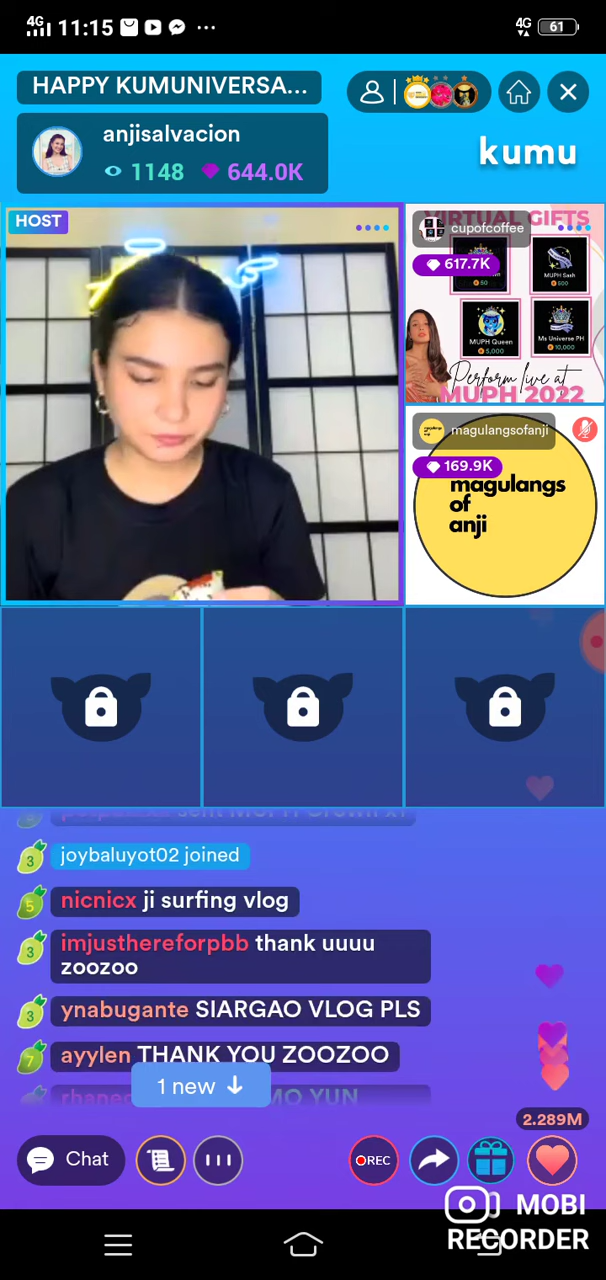 4G 11:15 ... 4G 61
HAPPY KUMUNIVERSA...
anjisalvacion
1148 644.0K
kumu
HOST
VIRTUAL GIFTS
cupofcoffee
617.7K
MUPH Sash
500
MUPH Queen
5,000
Ms Universe PH
10,000
Perform live at
MUPH 2022
magulangsofanji
169.9K
magulangs
of
anji
joybaluyot02 joined
nicnicx ji surfing vlog
imjusthereforpbb thank uuuu
zoozoo
ynabugante SIARGAO VLOG PLS
ayylen THANK YOU ZOOZOO
MO YUN
1 new
2.289M
Chat
REC
MOBI
RECORDER